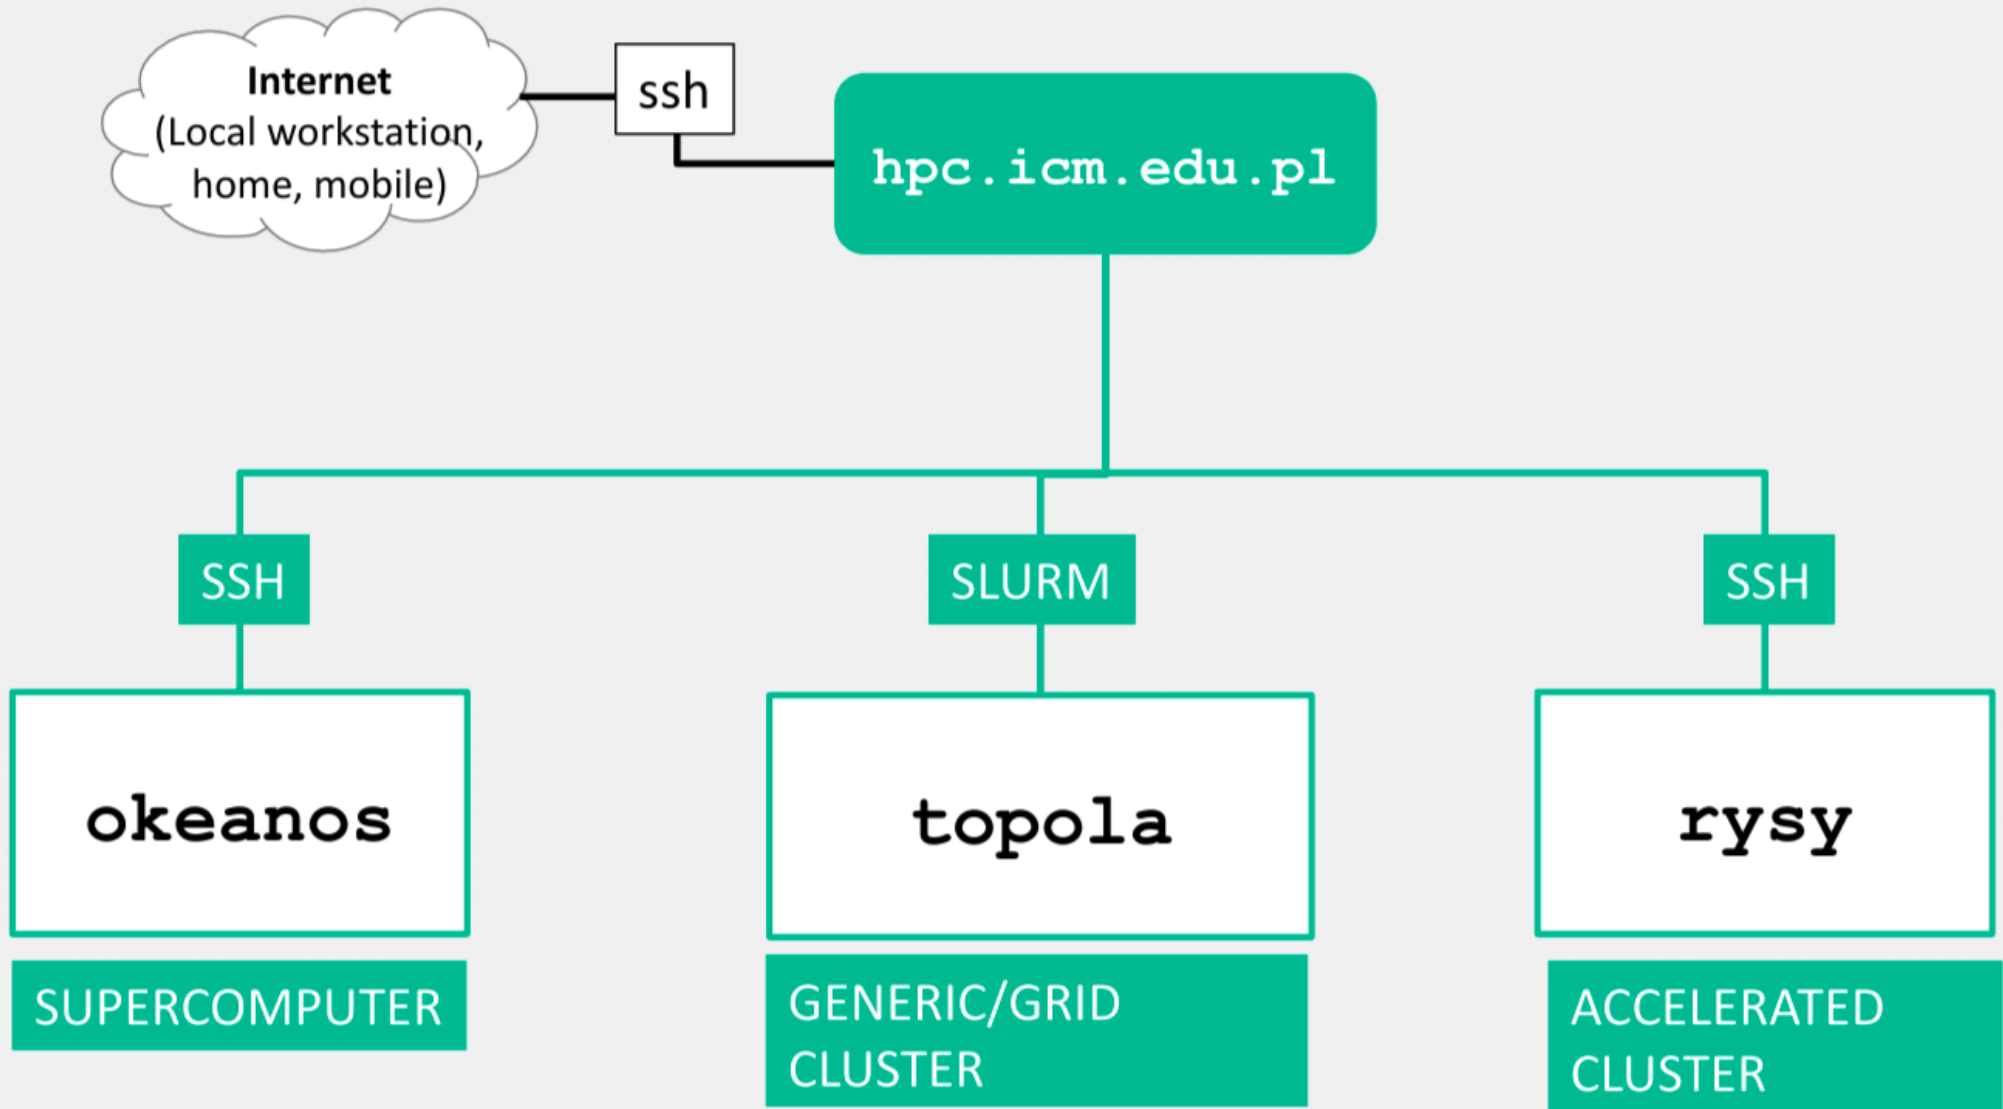 Internet
(Local workstation,
home, mobile)
ssh
hpc.icm.edu.pl
SSH
SLURM
SSH
okeanos
topola
rysy
SUPERCOMPUTER
GENERIC/GRID
CLUSTER
ACCELERATED
CLUSTER